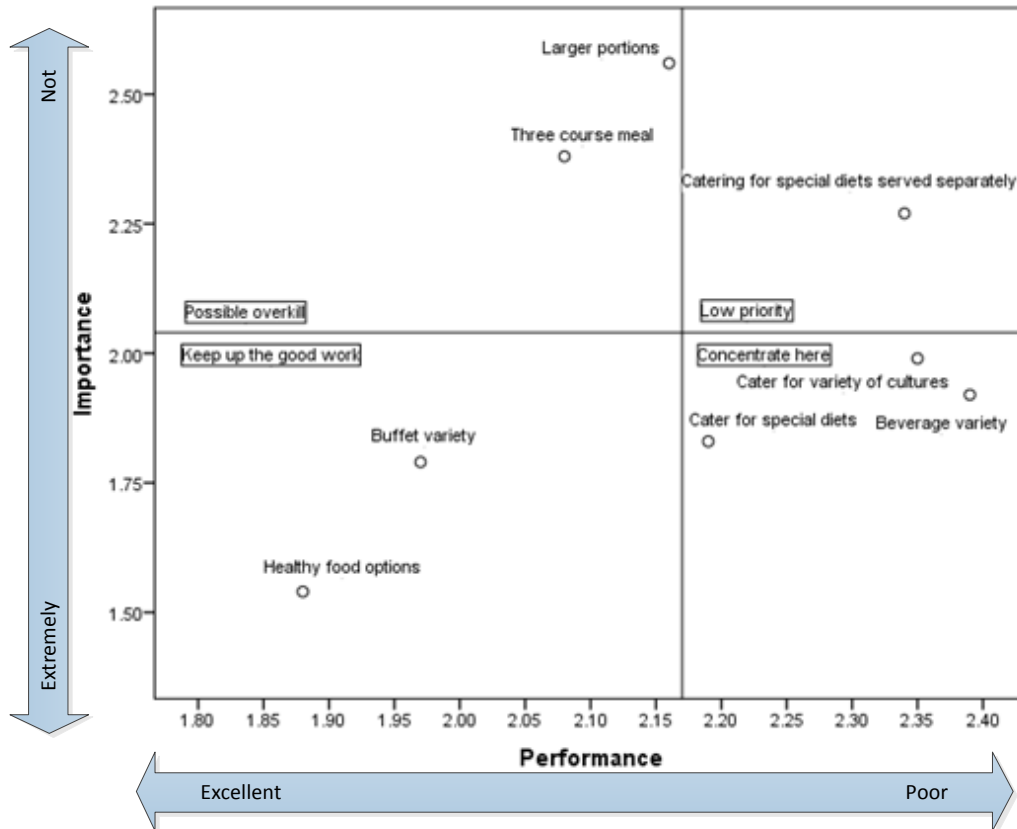 Not
Extremely
Importance
2.50
2.25
2.00
1.75
1.50
Larger portions
Three course meal
Catering for special diets served separately
Possible overkill
Low priority
Keep up the good work
Concentrate here
Cater for variety of cultures
Cater for special diets
Beverage variety
Buffet variety
Healthy food options
1.80 1.85 1.90 1.95 2.00 2.05 2.10 2.15 2.20 2.25 2.30 2.35 2.40
Performance
Excellent Poor